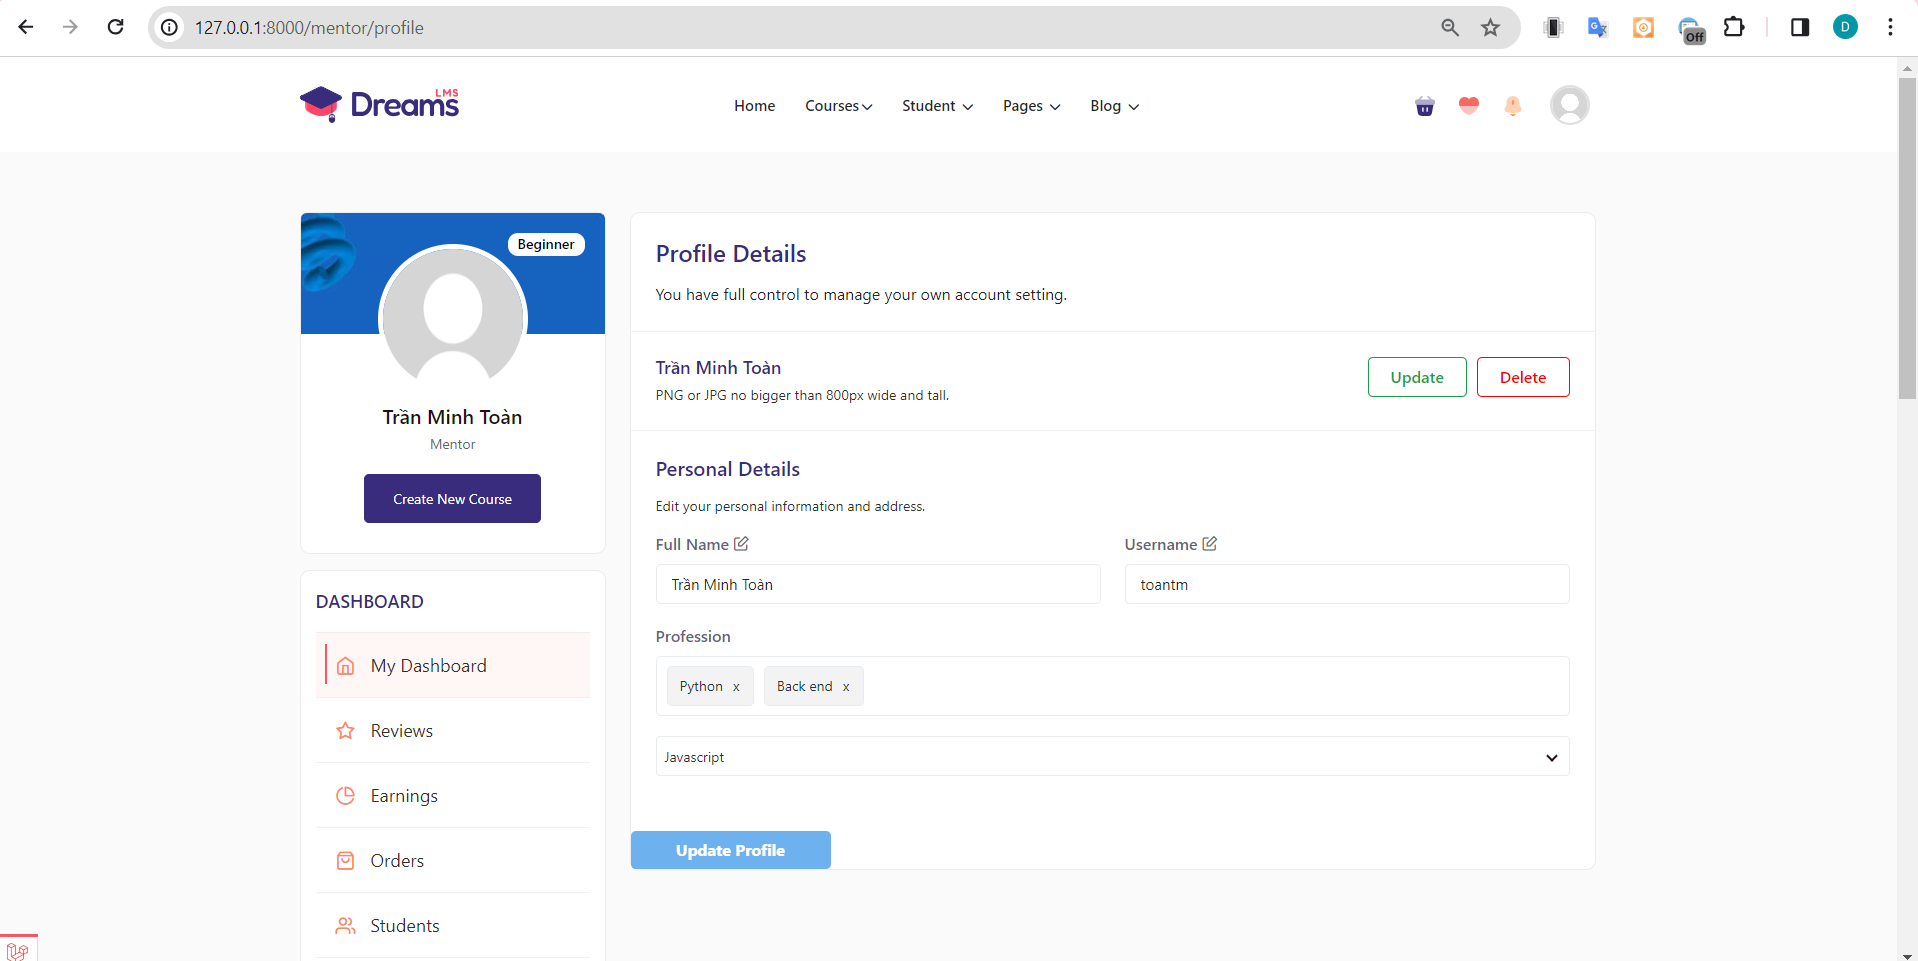 127.0.0.1:8000/mentor/profile
Off
D
Dreams LMS
Home Courses Student Pages Blog
Beginner
Trần Minh Toàn
Mentor
Create New Course
DASHBOARD
My Dashboard
Reviews
Earnings
Orders
Students
Profile Details
You have full control to manage your own account setting.
Trần Minh Toàn
PNG or JPG no bigger than 800px wide and tall.
Update Delete
Personal Details
Edit your personal information and address.
Full Name Username
Trần Minh Toàn toantm
Profession
Python x Back end x
Javascript
Update Profile